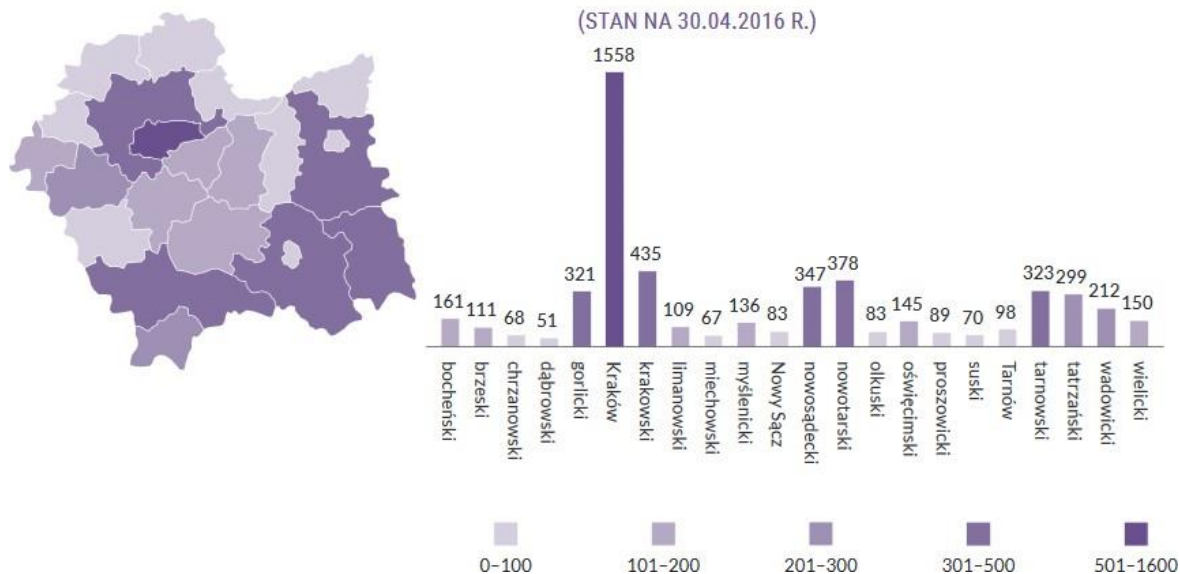 (STAN NA 30.04.2016 R.)
161
111
68
51
321
1558
435
109
67
136
83
347
378
83
145
89
70
98
323
299
212
150
bocheński
brzeski
chrzanowski
dąbrowski
gorlicki
Kraków
krakowski
limanowski
miechowski
myślenicki
Nowy Sącz
nowosądecki
nowotarski
olkuski
oświęcimski
proszowicki
suski
Tarnów
tarnowski
tatrzański
wadowicki
wielicki
0–100
101–200
201–300
301–500
501–1600